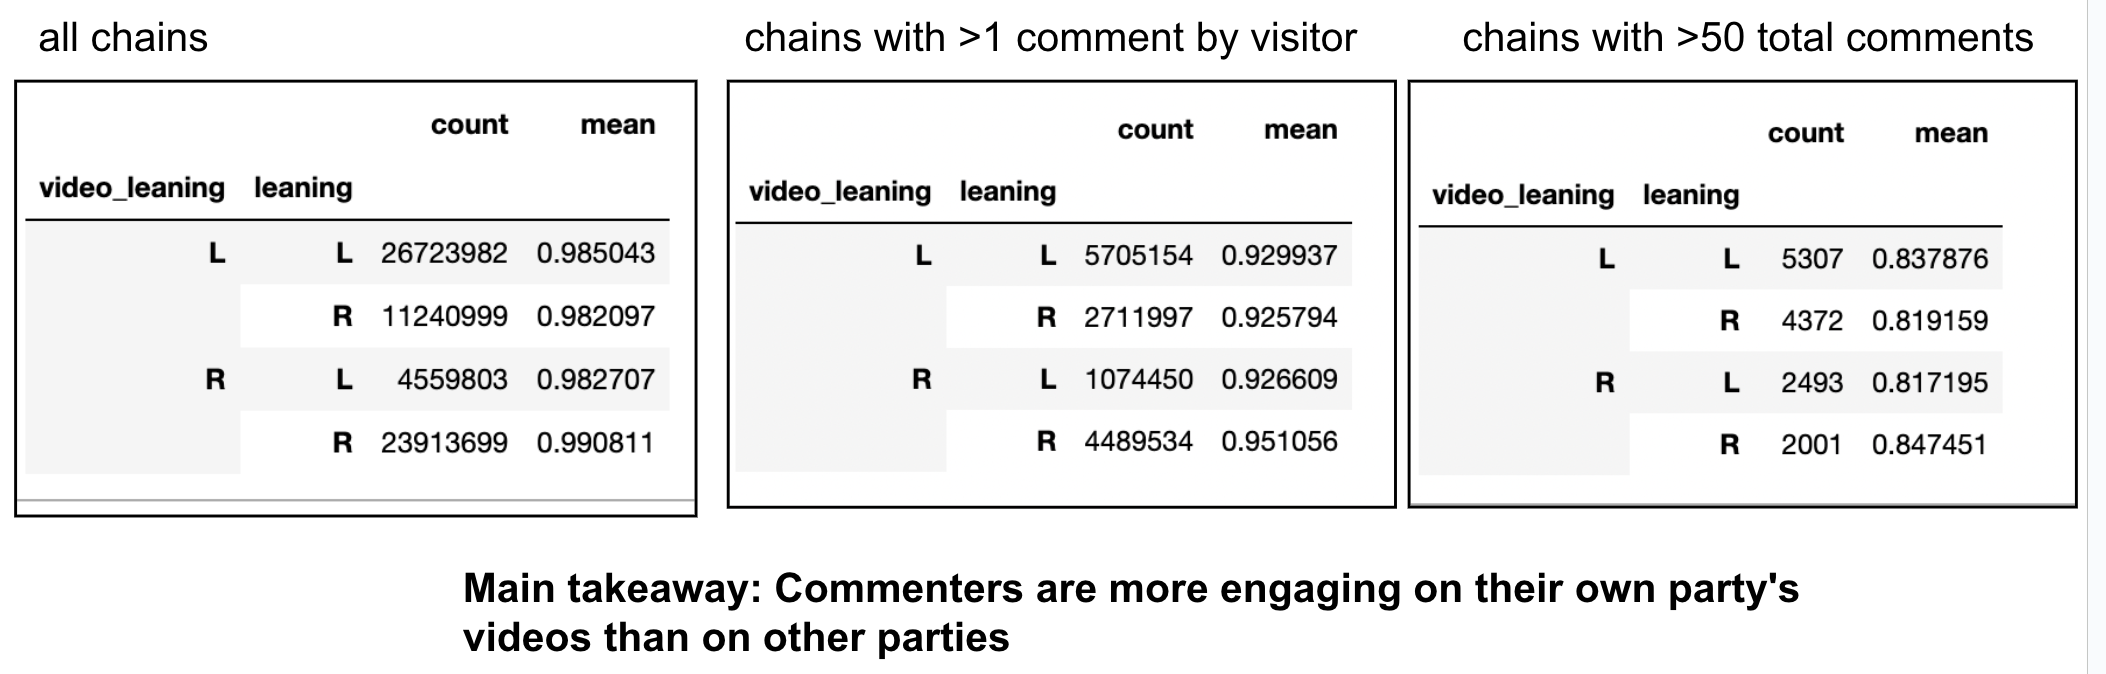 all chains
count mean
video_leaning leaning
L L 26723982 0.985043
R 11240999 0.982097
R L 4559803 0.982707
R 23913699 0.990811
chains with >1 comment by visitor
count mean
video_leaning leaning
L L 5705154 0.929937
R 2711997 0.925794
R L 1074450 0.926609
R 4489534 0.951056
chains with >50 total comments
count mean
video_leaning leaning
L L 5307 0.837876
R 4372 0.819159
R L 2493 0.817195
R 2001 0.847451
Main takeaway: Commenters are more engaging on their own party's
videos than on other parties